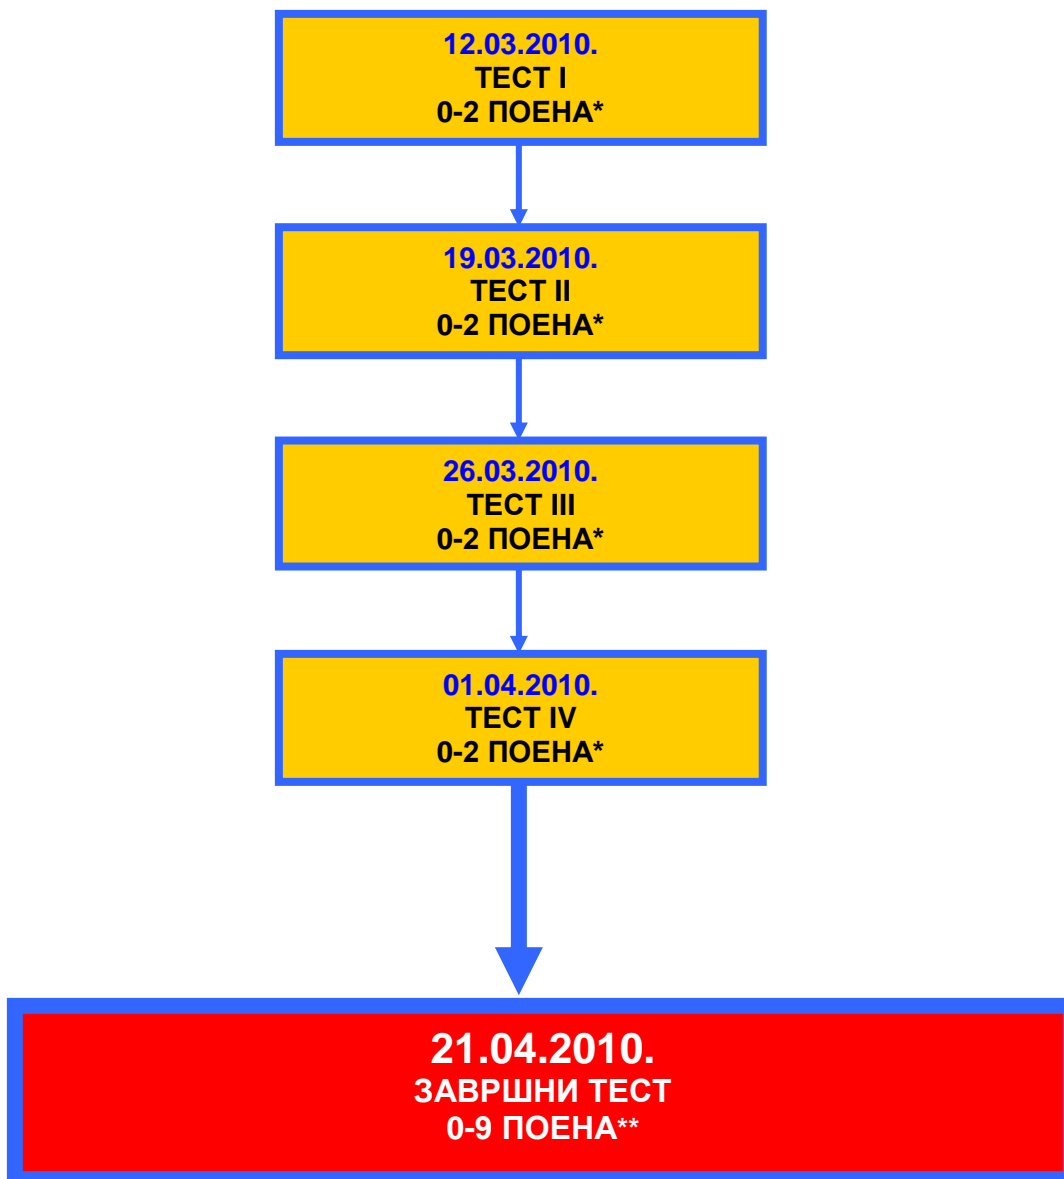 12.03.2010.
ТЕСТ I
0-2 ПОЕНА*
19.03.2010.
ТЕСТ II
0-2 ПОЕНА*
26.03.2010.
ТЕСТ III
0-2 ПОЕНА*
01.04.2010.
ТЕСТ IV
0-2 ПОЕНА*
21.04.2010.
ЗАВРШНИ ТЕСТ
0-9 ПОЕНА**